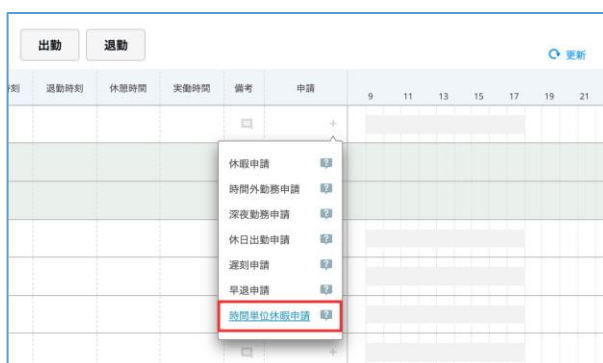 出勤 退勤
更新
時刻 退勤時刻 休憩時間 実働時間 備考 申請 9 11 13 15 17 19 21
休暇申請
時間外勤務申請
深夜勤務申請
休日出勤申請
遅刻申請
早退申請
時間単位休暇申請